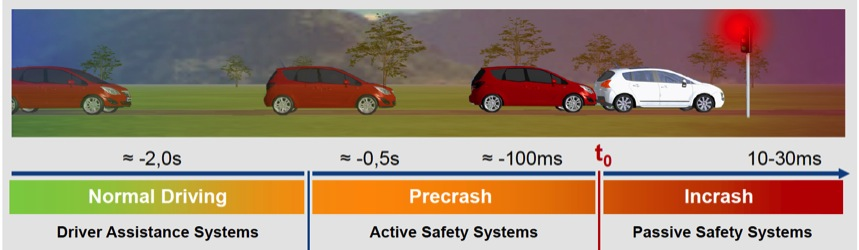 ≈ -2,0s ≈ -0,5s ≈ -100ms t₀ 10-30ms
Normal Driving Precrash Incrash
Driver Assistance Systems Active Safety Systems Passive Safety Systems